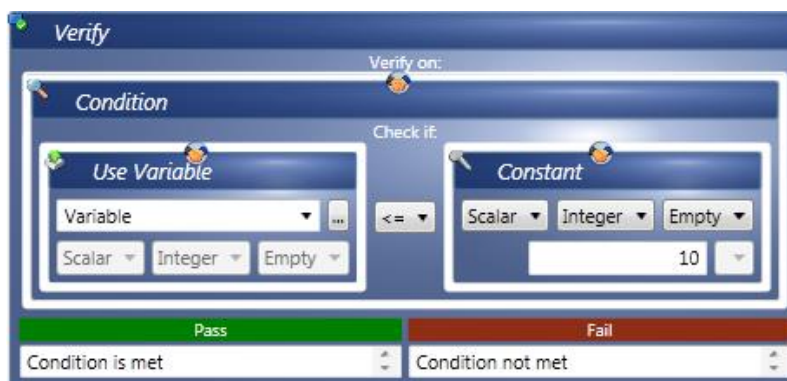 Verify
Verify on:
Condition
Check if:
Use Variable
Constant
Variable ...
<=
Scalar Integer Empty
Scalar Integer Empty
10
Pass
Fail
Condition is met
Condition not met